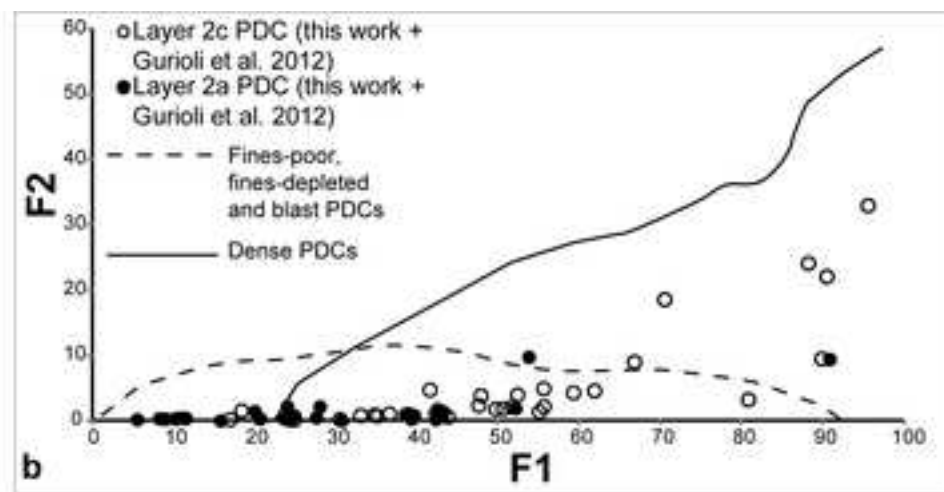 60
Layer 2c PDC (this work +
Gurioli et al. 2012)
50
Layer 2a PDC (this work +
Gurioli et al. 2012)
40
Fines-poor,
fines-depleted
and blast PDCs
F2
30
Dense PDCs
20
10
0
0 10 20 30 40 50 60 70 80 90 100
b
F1